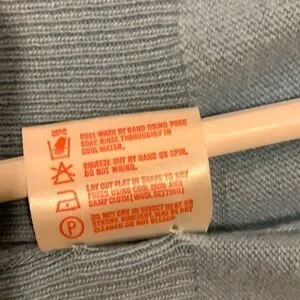 30°C
COOL WASH BY HAND USING PURE
SOAP. RINSE THOROUGHLY IN
COOL WATER.
SQUEEZE OUT BY HAND OR SPIN.
DO NOT WRING.
LAY OUT FLAT IN SHAPE TO DRY
PRESS USING COOL IRON AND
DAMP CLOTH (WOOL SETTING)
DO NOT DRY IN DIRECT HEAT OR
STRONG SUNLIGHT. MAY BE DRY
CLEANED. DO NOT BLEACH
P